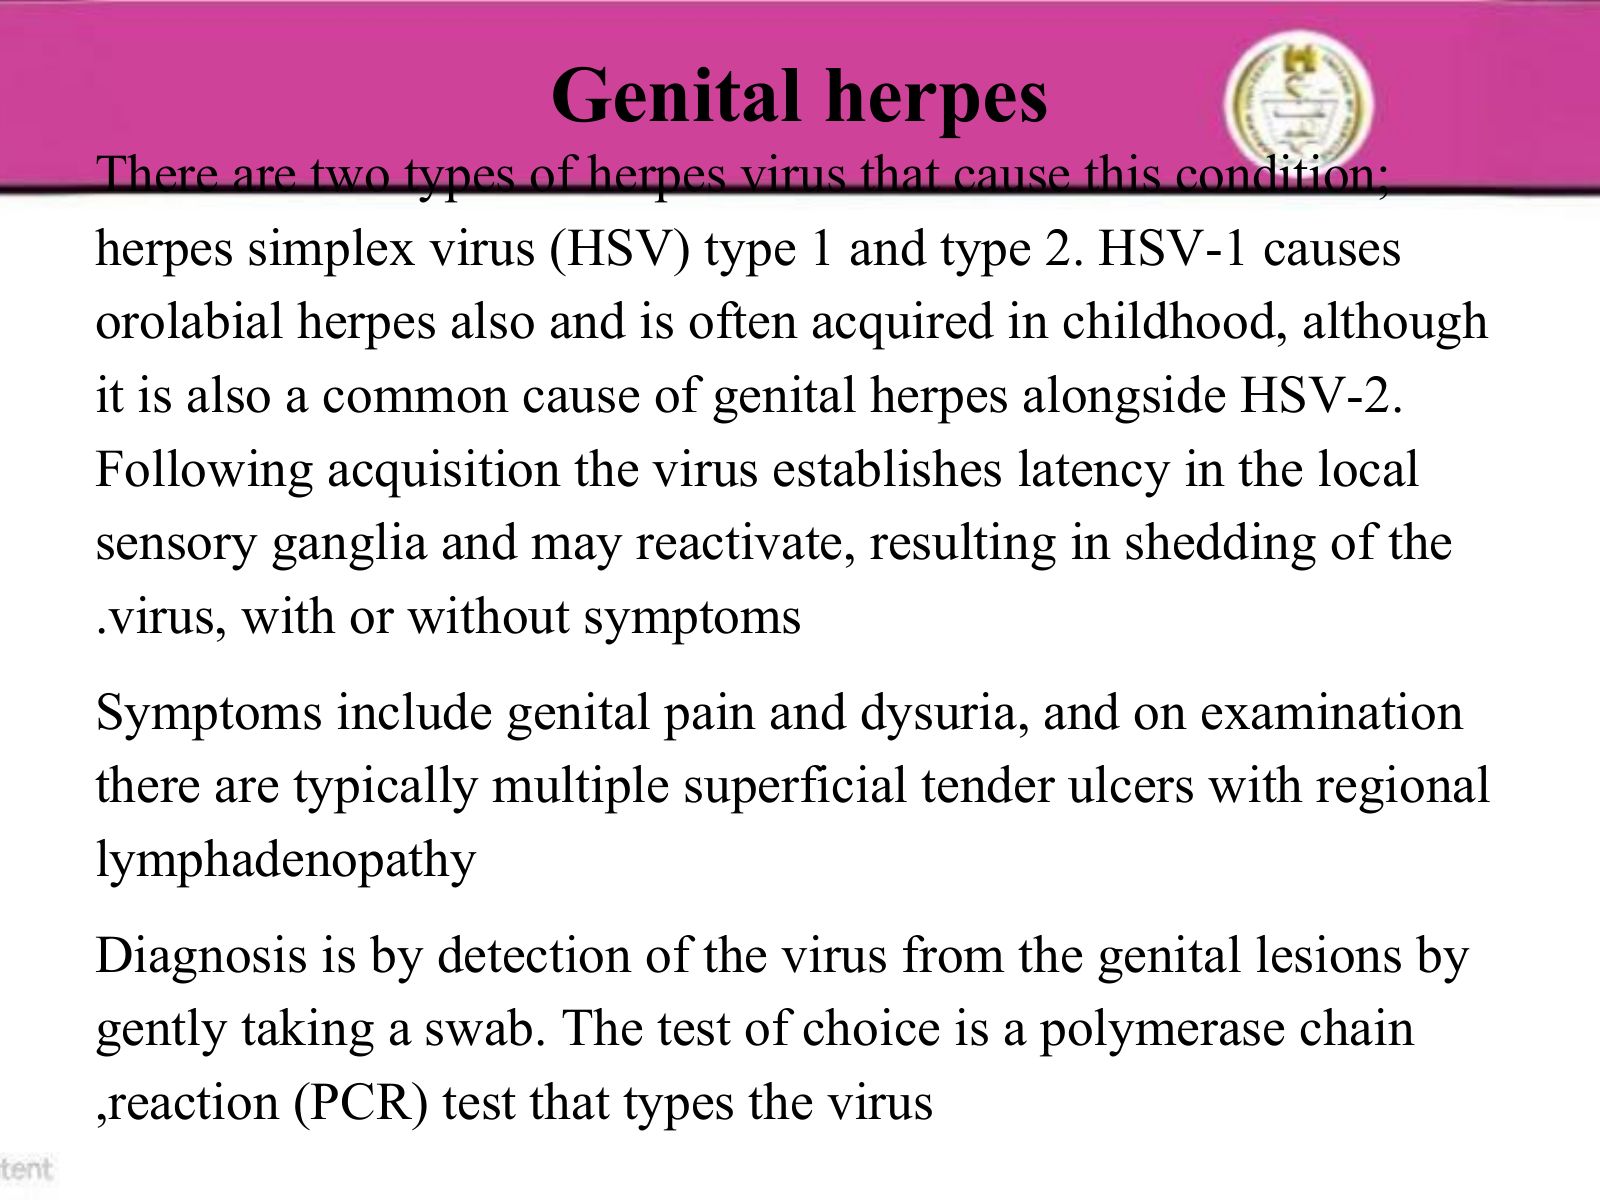 Genital herpes
There are two types of herpes virus that cause this condition;
herpes simplex virus (HSV) type 1 and type 2. HSV-1 causes
orolabial herpes also and is often acquired in childhood, although
it is also a common cause of genital herpes alongside HSV-2.
Following acquisition the virus establishes latency in the local
sensory ganglia and may reactivate, resulting in shedding of the
.virus, with or without symptoms
Symptoms include genital pain and dysuria, and on examination
there are typically multiple superficial tender ulcers with regional
lymphadenopathy
Diagnosis is by detection of the virus from the genital lesions by
gently taking a swab. The test of choice is a polymerase chain
,reaction (PCR) test that types the virus
tent